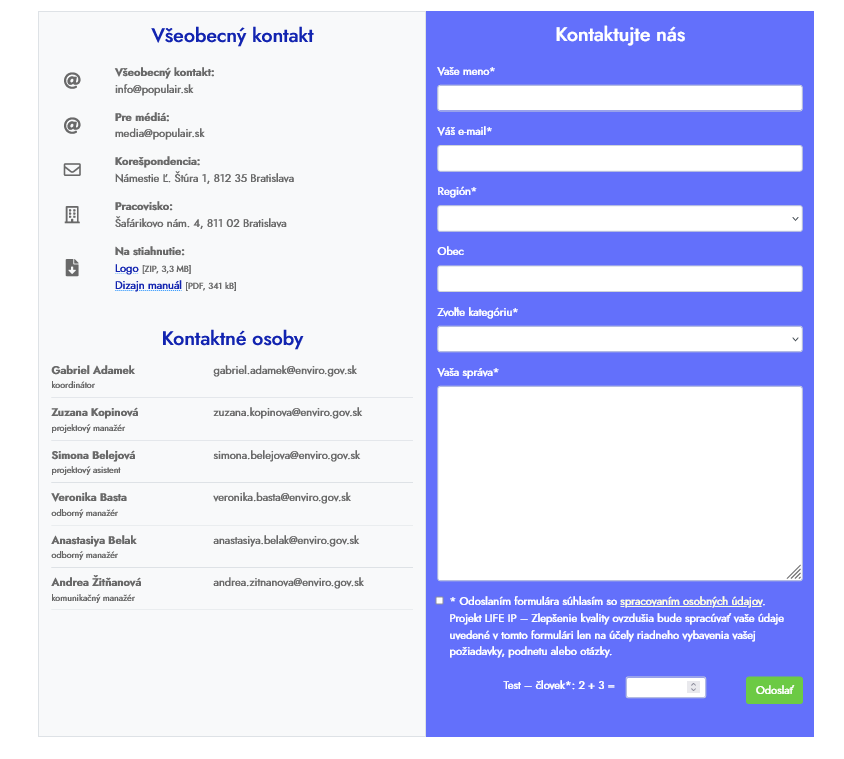 Všeobecný kontakt
Všeobecný kontakt:
info@populair.sk
Pre médiá:
media@populair.sk
Korešpondencia:
Námestie Ľ. Štúra 1, 812 35 Bratislava
Pracovisko:
Šafárikovo nám. 4, 811 02 Bratislava
Na stiahnutie:
Logo [ZIP, 3,3 MB]
Dizajn manuál [PDF, 341 kB]
Kontaktné osoby
Gabriel Adamek gabriel.adamek@enviro.gov.sk
koordinátor
Zuzana Kopinová zuzana.kopinova@enviro.gov.sk
projektový manažér
Simona Belejová simona.belejova@enviro.gov.sk
projektový asistent
Veronika Basta veronika.basta@enviro.gov.sk
odborný manažér
Anastasiya Belak anastasiya.belak@enviro.gov.sk
odborný manažér
Andrea Žitňanová andrea.zitnanova@enviro.gov.sk
komunikačný manažér
Kontaktujte nás
Vaše meno*
Váš e-mail*
Región*
Obec
Zvoľte kategóriu*
Vaša správa*
* Odoslaním formulára súhlasím so spracovaním osobných údajov.
Projekt LIFE IP – Zlepšenie kvality ovzdušia bude spracúvať vaše údaje
uvedené v tomto formulári len na účely riadneho vybavenia vašej
požiadavky, podnetu alebo otázky.
Test – človek*: 2 + 3 =
Odoslať